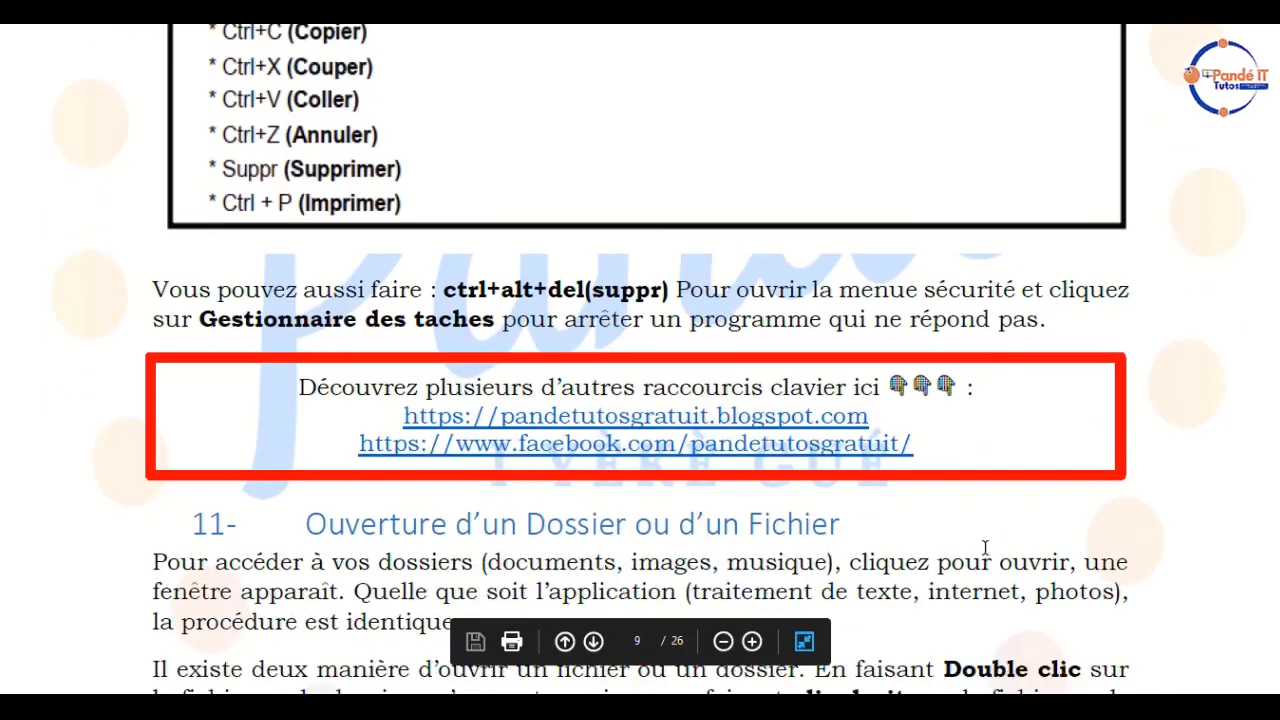 * Ctrl+C (Copier)
* Ctrl+X (Couper)
* Ctrl+V (Coller)
* Ctrl+Z (Annuler)
* Suppr (Supprimer)
* Ctrl + P (Imprimer)
Pandé IT
Tutos
Vous pouvez aussi faire : ctrl+alt+del(suppr) Pour ouvrir la menue sécurité et cliquez
sur Gestionnaire des taches pour arrêter un programme qui ne répond pas.
Découvrez plusieurs d’autres raccourcis clavier ici :
https://pandetutosgratuit.blogspot.com
https://www.facebook.com/pandetutosgratuit/
I YÈRÈ GUÉ
11- Ouverture d’un Dossier ou d’un Fichier
Pour accéder à vos dossiers (documents, images, musique), cliquez pour ouvrir, une
fenêtre apparaît. Quelle que soit l’application (traitement de texte, internet, photos),
la procédure est identique
9 / 26
Il existe deux manière d’ouvrir un fichier ou un dossier. En faisant Double clic sur